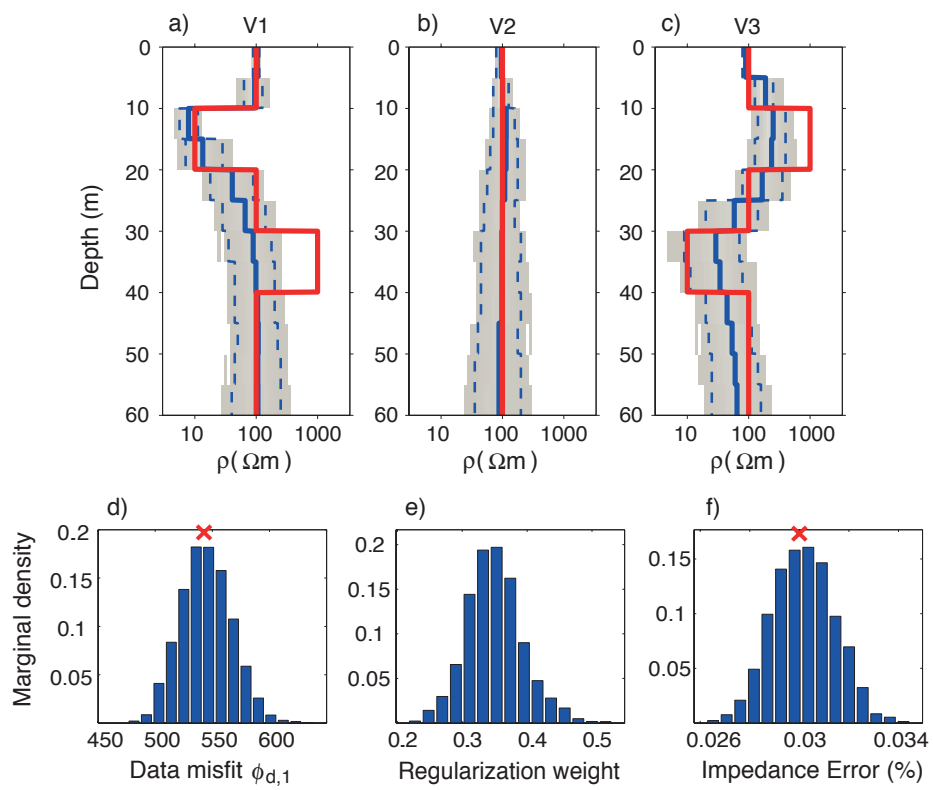 a) V1
b) V2
c) V3
Depth (m)
0
10
20
30
40
50
60
10 100 1000
ρ( Ωm )
0
10
20
30
40
50
60
10 100 1000
ρ( Ωm )
0
10
20
30
40
50
60
10 100 1000
ρ( Ωm )
d)
Marginal density
0.2
0.15
0.1
0.05
450 500 550 600
Data misfit ϕd,1
e)
0.2
0.15
0.1
0.05
0.2 0.3 0.4 0.5
Regularization weight
f)
0.15
0.1
0.05
0.026 0.03 0.034
Impedance Error (%)